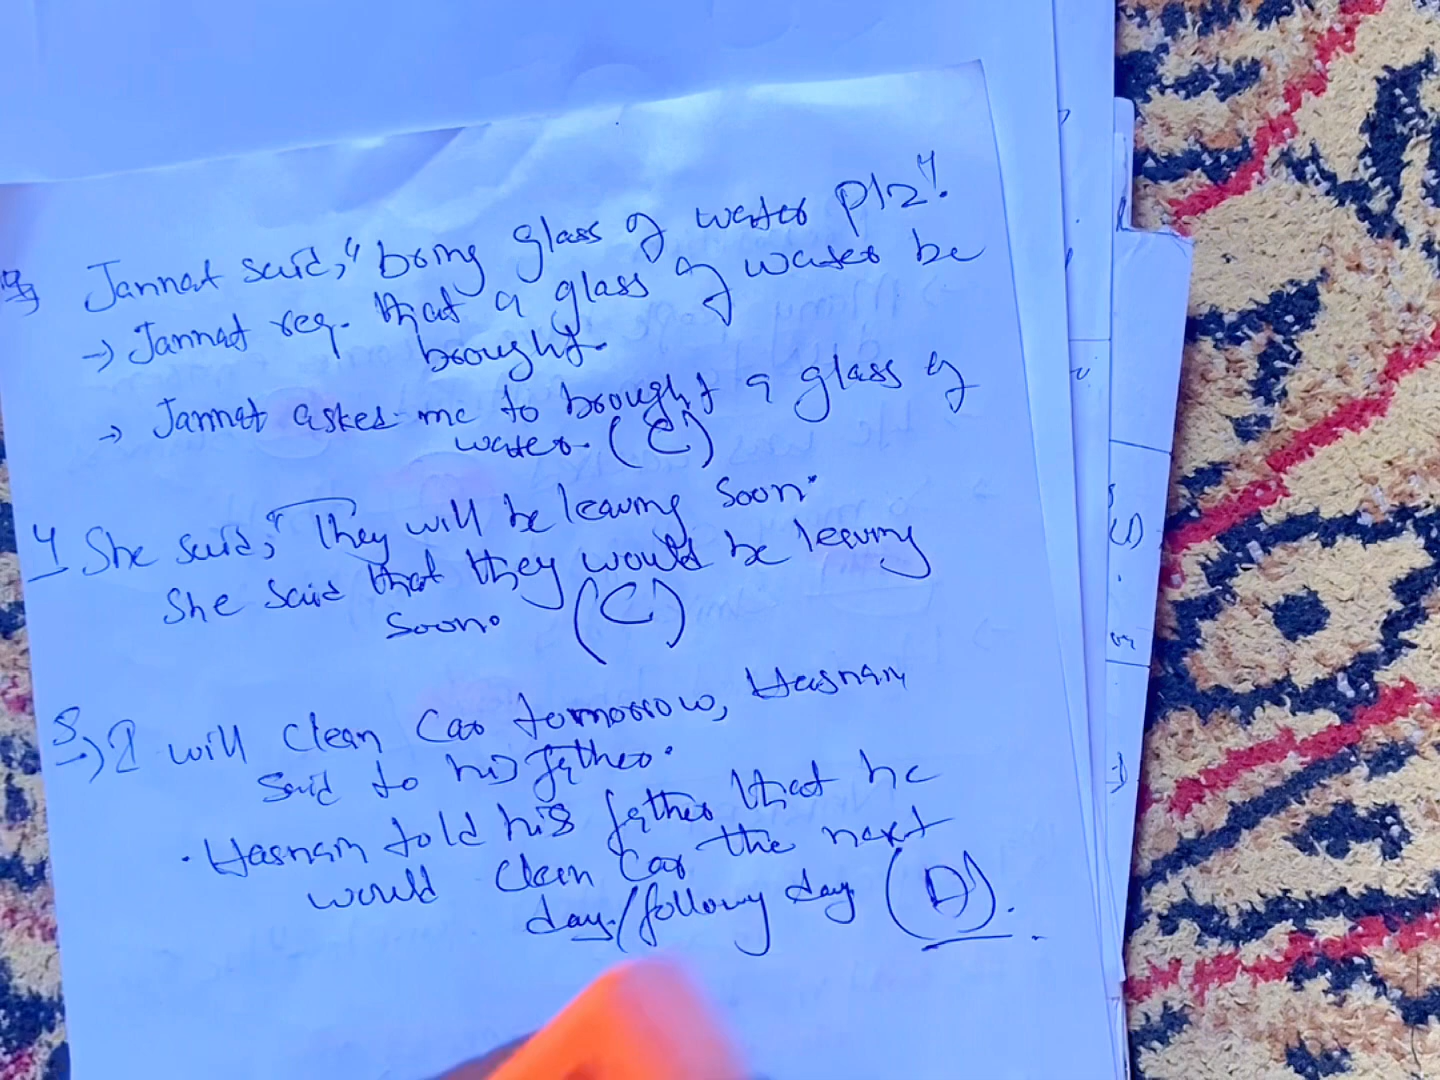 Jannat said, "bring glass of water plz".
→ Jannat req. that a glass of water be
brought.
→ Jannat askes me to brought a glass of
water. (C)
4 She said, "They will be leaving soon"
She said that they would be leaving
soon. (C)
5,) I will clean car tomorrow, Hasnain
said to his father.
. Hasnain told his father that he
would clean car the next
day./following day (D).